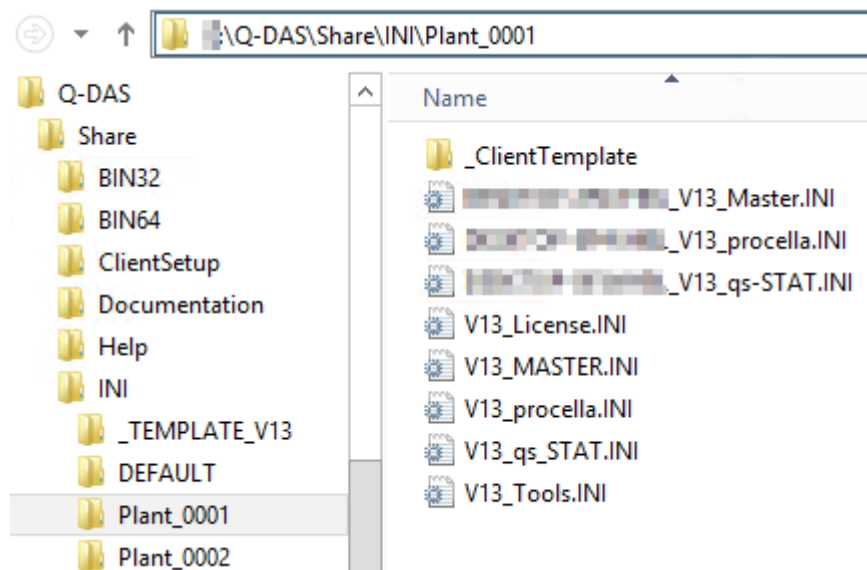 :\Q-DAS\Share\INI\Plant_0001
Q-DAS
Share
BIN32
BIN64
ClientSetup
Documentation
Help
INI
_TEMPLATE_V13
DEFAULT
Plant_0001
Plant_0002
Name
_ClientTemplate
_V13_Master.INI
_V13_procella.INI
_V13_qs-STAT.INI
V13_License.INI
V13_MASTER.INI
V13_procella.INI
V13_qs_STAT.INI
V13_Tools.INI